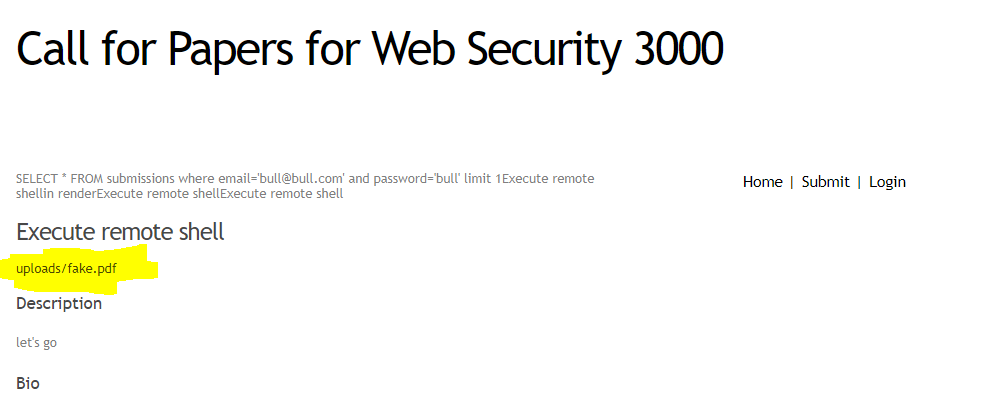 Call for Papers for Web Security 3000
SELECT * FROM submissions where email='bull@bull.com' and password='bull' limit 1Execute remote
shellin renderExecute remote shellExecute remote shell
Home | Submit | Login
Execute remote shell
uploads/fake.pdf
Description
let's go
Bio